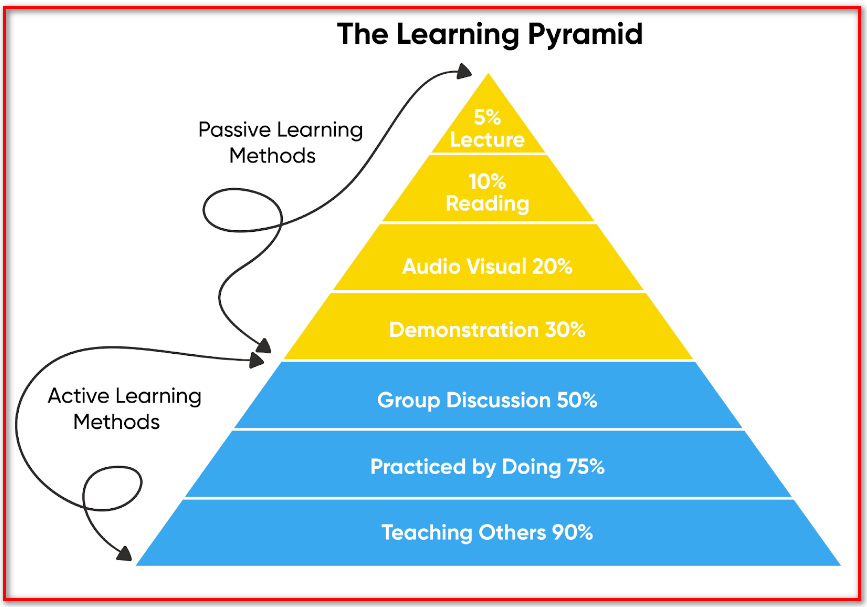 The Learning Pyramid
Passive Learning
Methods
5%
Lecture
10%
Reading
Audio Visual 20%
Demonstration 30%
Active Learning
Methods
Group Discussion 50%
Practiced by Doing 75%
Teaching Others 90%